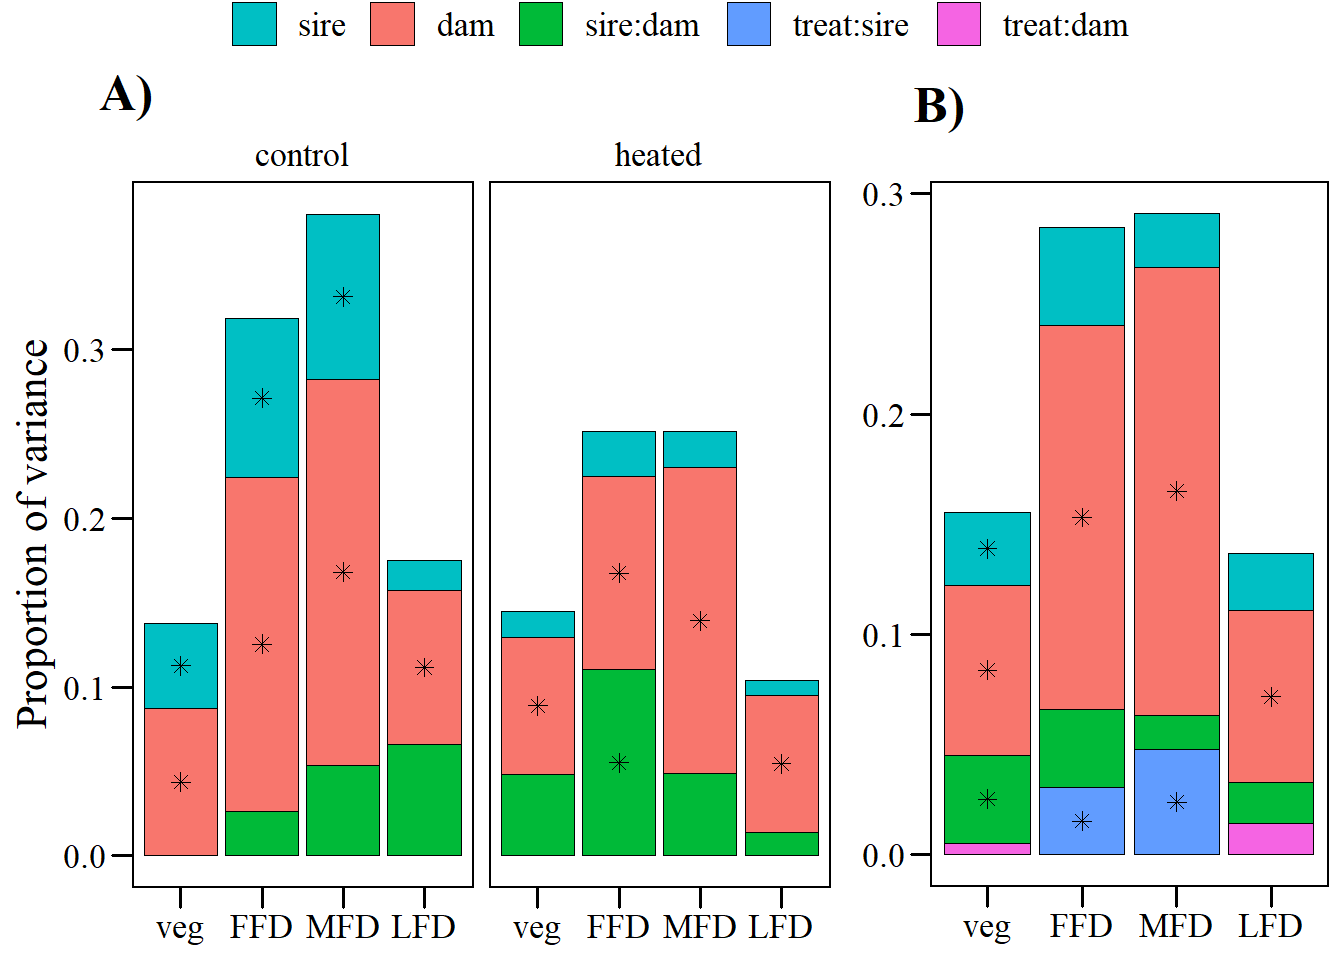 sire dam sire:dam treat:sire treat:dam
A)
B)
control heated
Proportion of variance
0.3
0.2
0.1
0.0
0.3
0.2
0.1
0.0
veg FFD MFD LFD veg FFD MFD LFD veg FFD MFD LFD